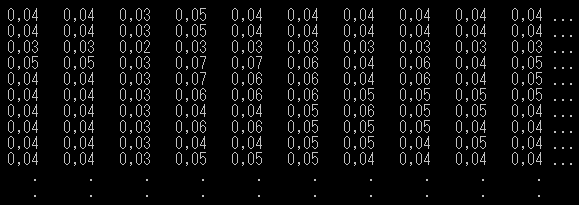 0,04 0,04 0,03 0,05 0,04 0,04 0,04 0,04 0,04 0,04 ...
0,04 0,04 0,03 0,05 0,04 0,04 0,04 0,04 0,04 0,04 ...
0,03 0,03 0,02 0,03 0,03 0,03 0,03 0,03 0,03 0,03 ...
0,05 0,05 0,03 0,07 0,07 0,06 0,04 0,06 0,04 0,05 ...
0,04 0,04 0,03 0,07 0,06 0,06 0,04 0,06 0,04 0,05 ...
0,04 0,04 0,03 0,06 0,06 0,06 0,05 0,05 0,04 0,04 ...
0,04 0,04 0,03 0,04 0,04 0,05 0,06 0,05 0,05 0,04 ...
0,04 0,04 0,03 0,06 0,06 0,05 0,05 0,05 0,04 0,04 ...
0,04 0,04 0,03 0,06 0,06 0,05 0,05 0,04 0,05 0,04 ...
0,04 0,04 0,03 0,05 0,05 0,05 0,04 0,04 0,04 0,04 ...
. . . . . . . . . .
. . . . . . . . . .